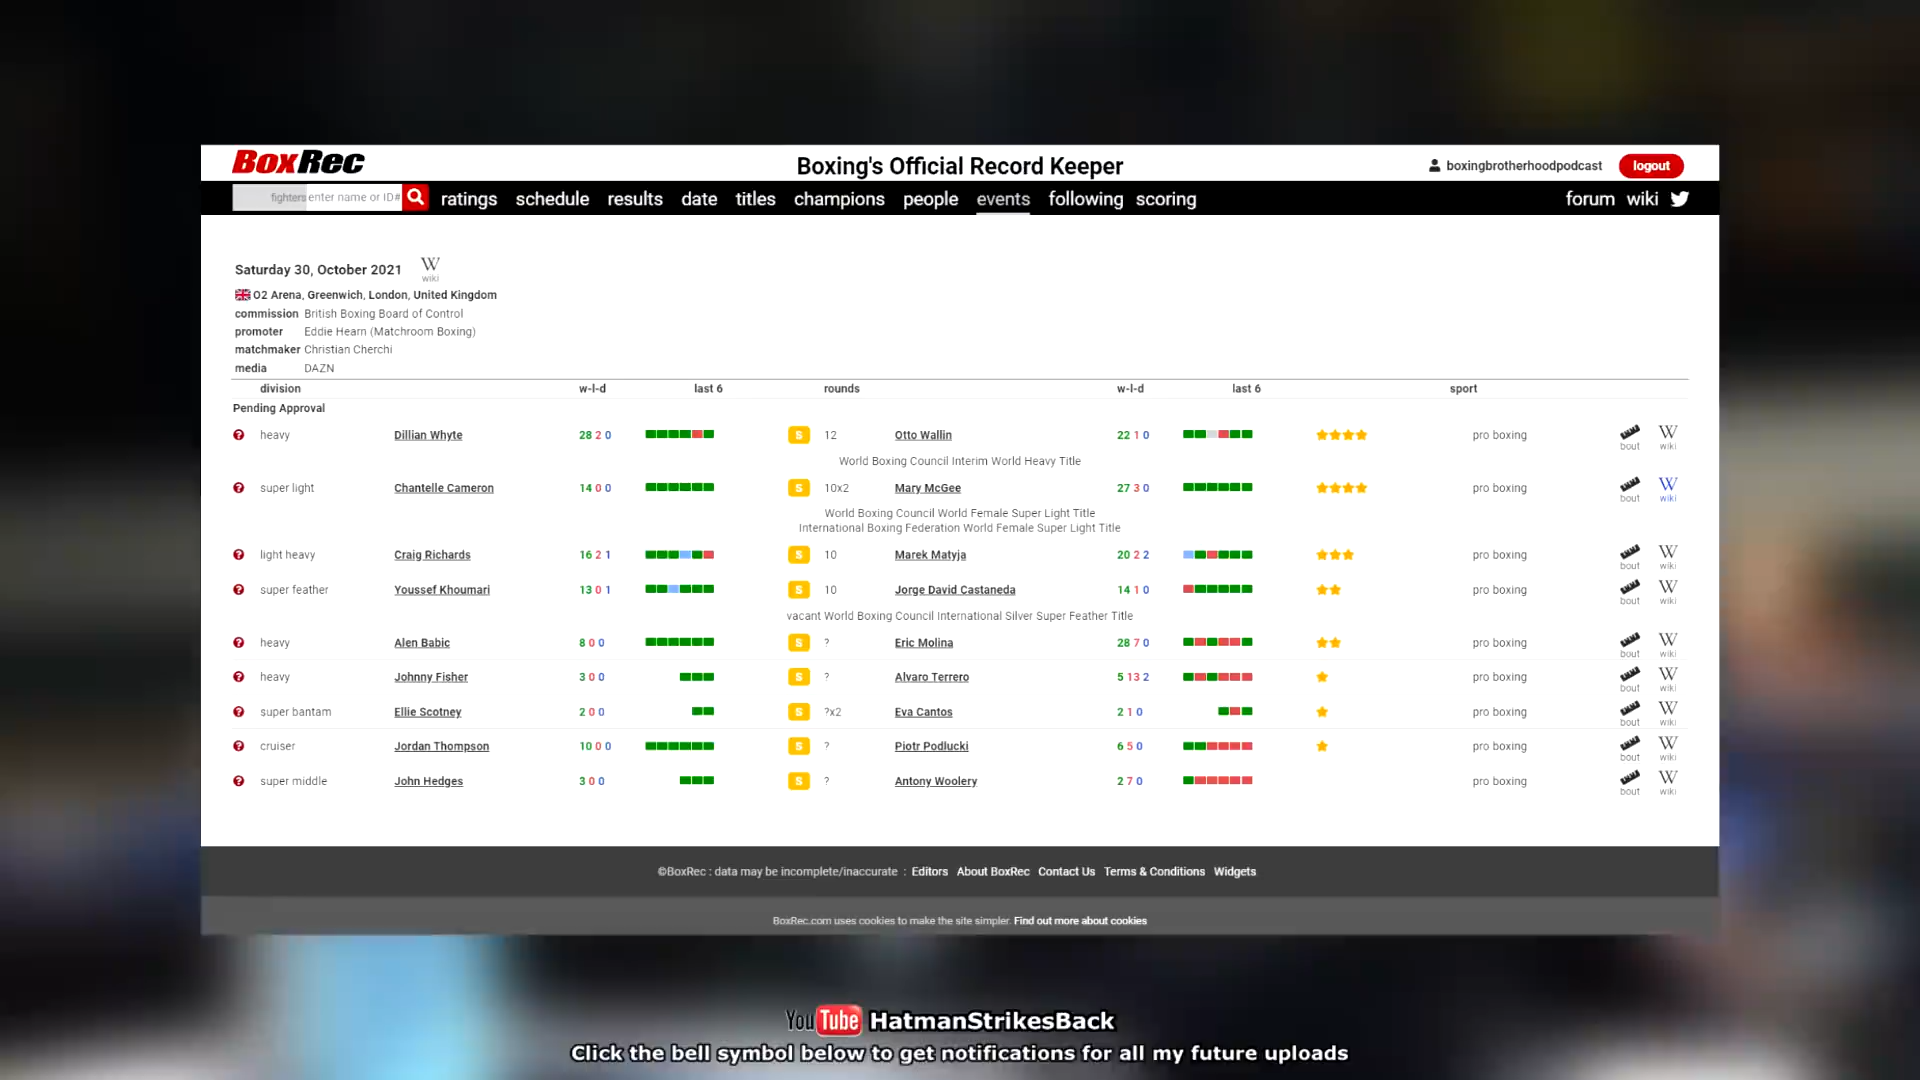 BoxRec
Boxing's Official Record Keeper
boxingbrotherhoodpodcast logout
fighters enter name or ID# ratings schedule results date titles champions people events following scoring forum wiki
Saturday 30, October 2021 W wiki
O2 Arena, Greenwich, London, United Kingdom
commission British Boxing Board of Control
promoter Eddie Hearn (Matchroom Boxing)
matchmaker Christian Cherchi
media DAZN
division w-l-d last 6 rounds w-l-d last 6 sport
Pending Approval
? heavy Dillian Whyte 28 2 0 S 12 Otto Wallin 22 1 0 pro boxing bout W wiki
World Boxing Council Interim World Heavy Title
? super light Chantelle Cameron 14 0 0 S 10x2 Mary McGee 27 3 0 pro boxing bout W wiki
World Boxing Council World Female Super Light Title
International Boxing Federation World Female Super Light Title
? light heavy Craig Richards 16 2 1 S 10 Marek Matyja 20 2 2 pro boxing bout W wiki
? super feather Youssef Khoumari 13 0 1 S 10 Jorge David Castaneda 14 1 0 pro boxing bout W wiki
vacant World Boxing Council International Silver Super Feather Title
? heavy Alen Babic 8 0 0 S ? Eric Molina 28 7 0 pro boxing bout W wiki
? heavy Johnny Fisher 3 0 0 S ? Alvaro Terrero 5 13 2 pro boxing bout W wiki
? super bantam Ellie Scotney 2 0 0 S ?x2 Eva Cantos 2 1 0 pro boxing bout W wiki
? cruiser Jordan Thompson 10 0 0 S ? Piotr Podlucki 6 5 0 pro boxing bout W wiki
? super middle John Hedges 3 0 0 S ? Antony Woolery 2 7 0 pro boxing bout W wiki
©BoxRec : data may be incomplete/inaccurate : Editors About BoxRec Contact Us Terms & Conditions Widgets
BoxRec.com uses cookies to make the site simpler. Find out more about cookies
YouTube HatmanStrikesBack
Click the bell symbol below to get notifications for all my future uploads